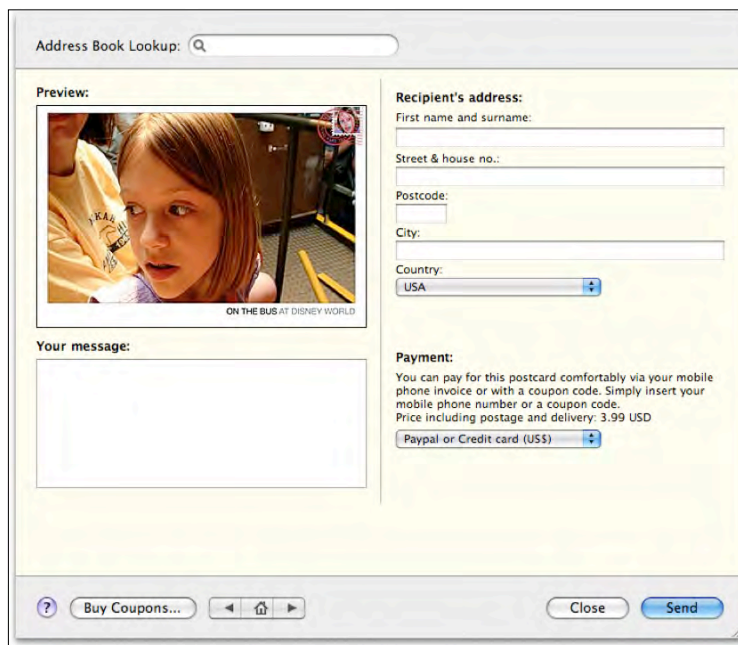 Address Book Lookup:
Preview:
ON THE BUS AT DISNEY WORLD
Your message:
Recipient's address:
First name and surname:
Street & house no.:
Postcode:
City:
Country:
USA
Payment:
You can pay for this postcard comfortably via your mobile
phone invoice or with a coupon code. Simply insert your
mobile phone number or a coupon code.
Price including postage and delivery: 3.99 USD
Paypal or Credit card (US$)
?
Buy Coupons...
Close
Send